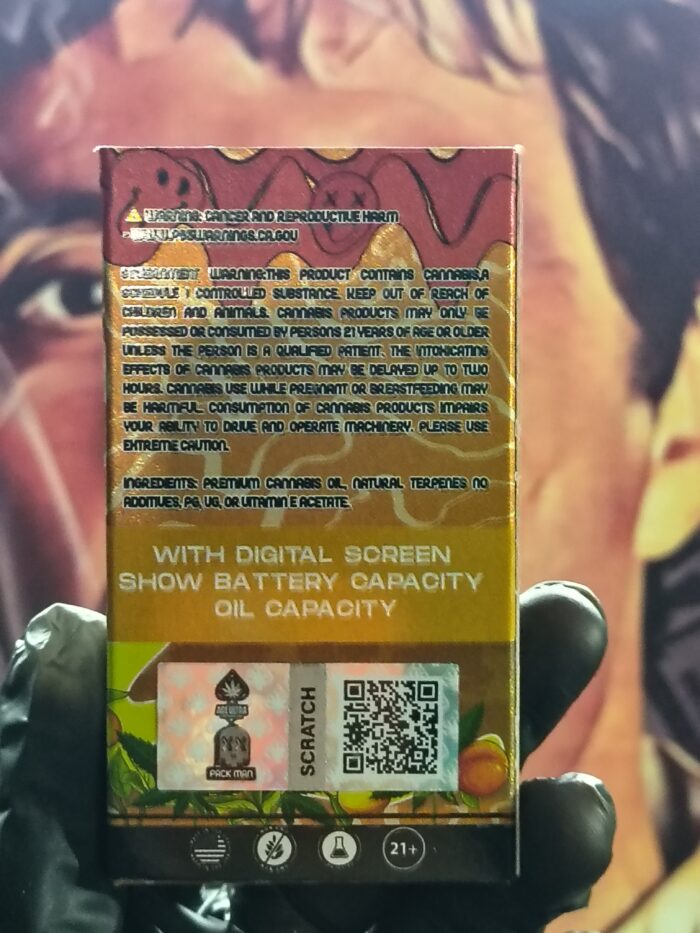 WARNING: CANCER AND REPRODUCTIVE HARM
WARNINGS.CA.GOV
WARNING:THIS PRODUCT CONTAINS CANNABIS,A
SCHEDULE 1 CONTROLLED SUBSTANCE. KEEP OUT OF REACH OF
CHILDREN AND ANIMALS. CANNABIS PRODUCTS MAY ONLY BE
POSSESSED OR CONSUMED BY PERSONS 21 YEARS OF AGE OR OLDER
UNLESS THE PERSON IS A QUALIFIED PATIENT. THE INTOXICATING
EFFECTS OF CANNABIS PRODUCTS MAY BE DELAYED UP TO TWO
HOURS. CANNABIS USE WHILE PREGNANT OR BREASTFEEDING MAY
BE HARMFUL. CONSUMPTION OF CANNABIS PRODUCTS IMPAIRS
YOUR ABILITY TO DRIVE AND OPERATE MACHINERY. PLEASE USE
EXTREME CAUTION.
INGREDIENTS: PREMIUM CANNABIS OIL, NATURAL TERPENES NO
ADDITIVES, PG, VG, OR VITAMIN E ACETATE.
WITH DIGITAL SCREEN
SHOW BATTERY CAPACITY
OIL CAPACITY
ACE ULTRA
PACK MAN
SCRATCH
21+